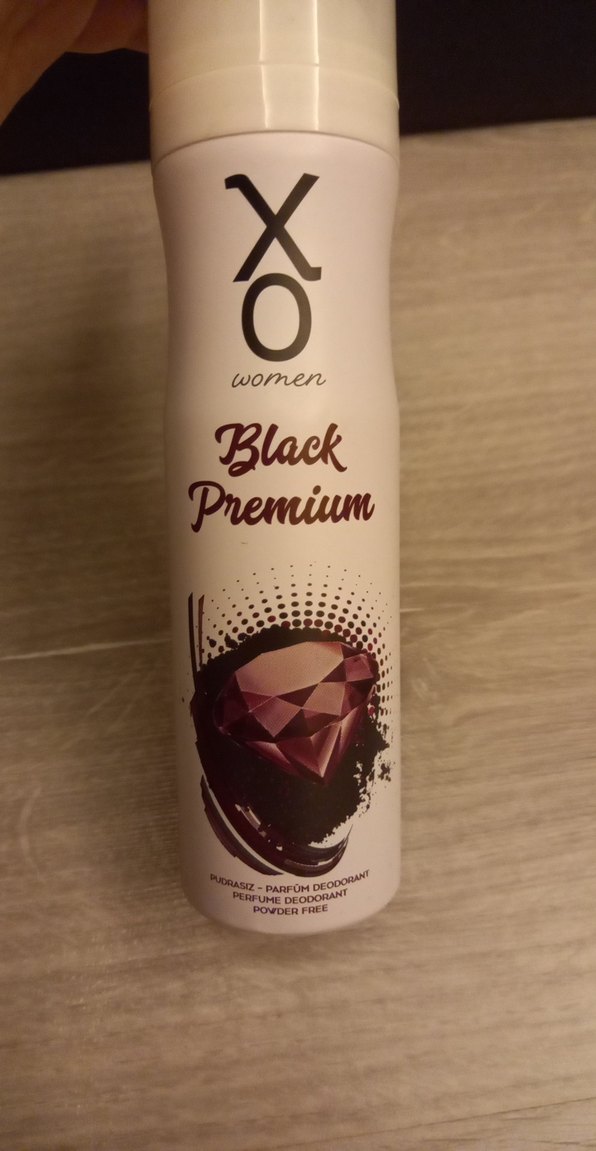 XO
women
Black
Premium
PUDRASIZ - PARFÜM DEODORANT
PERFUME DEODORANT
POWDER FREE